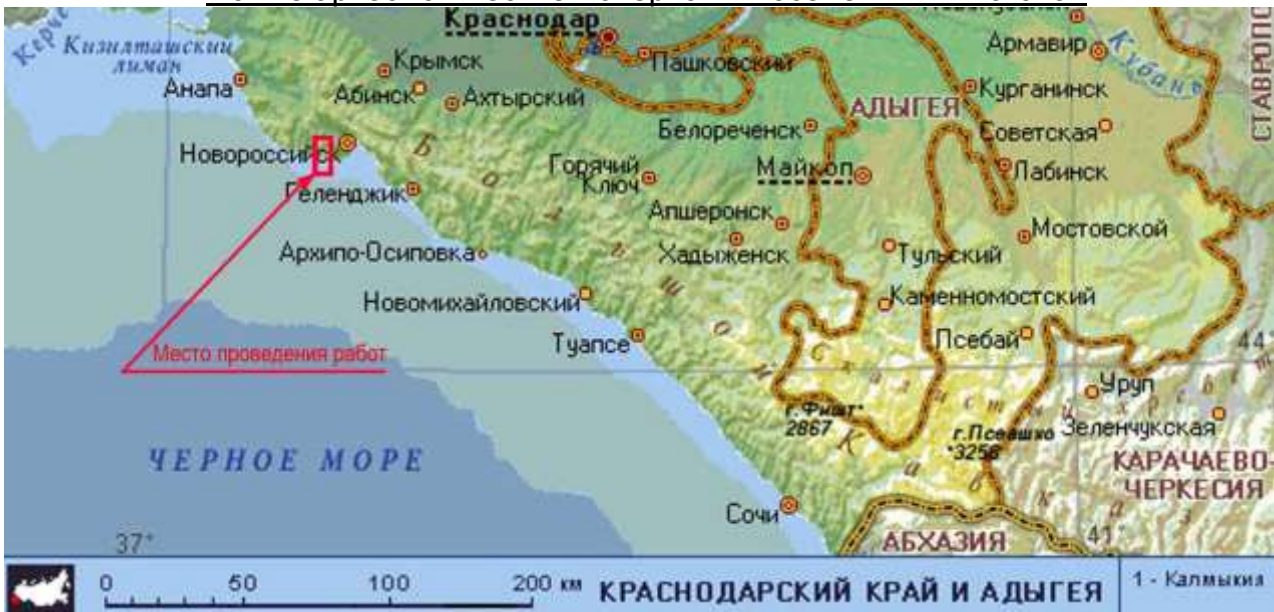 Краснодар
Армавир
Кизилташский
лиман
Крымск
Пашковский
Кубань
Анапа
Абинск
Ахтырский
АДЫГЕЯ
Курганинск
Белореченск
Советская
Новороссийск
Горячий
Ключ
Майкоп
Лабинск
Геленджик
Апшеронск
Мостовской
Архипо-Осиповка
Хадыженск
Тульский
Новомихайловский
Каменномостский
Туапсе
Псебай
44°
Место проведения работ
Уруп
г.Фишт
2867
Зеленчукская
г.Псеашхо
3256
ЧЕРНОЕ МОРЕ
КАРАЧАЕВО-
ЧЕРКЕСИЯ
Сочи
37°
АБХАЗИЯ
41°
0 50 100 200 км
КРАСНОДАРСКИЙ КРАЙ И АДЫГЕЯ
1 - Калмыкия